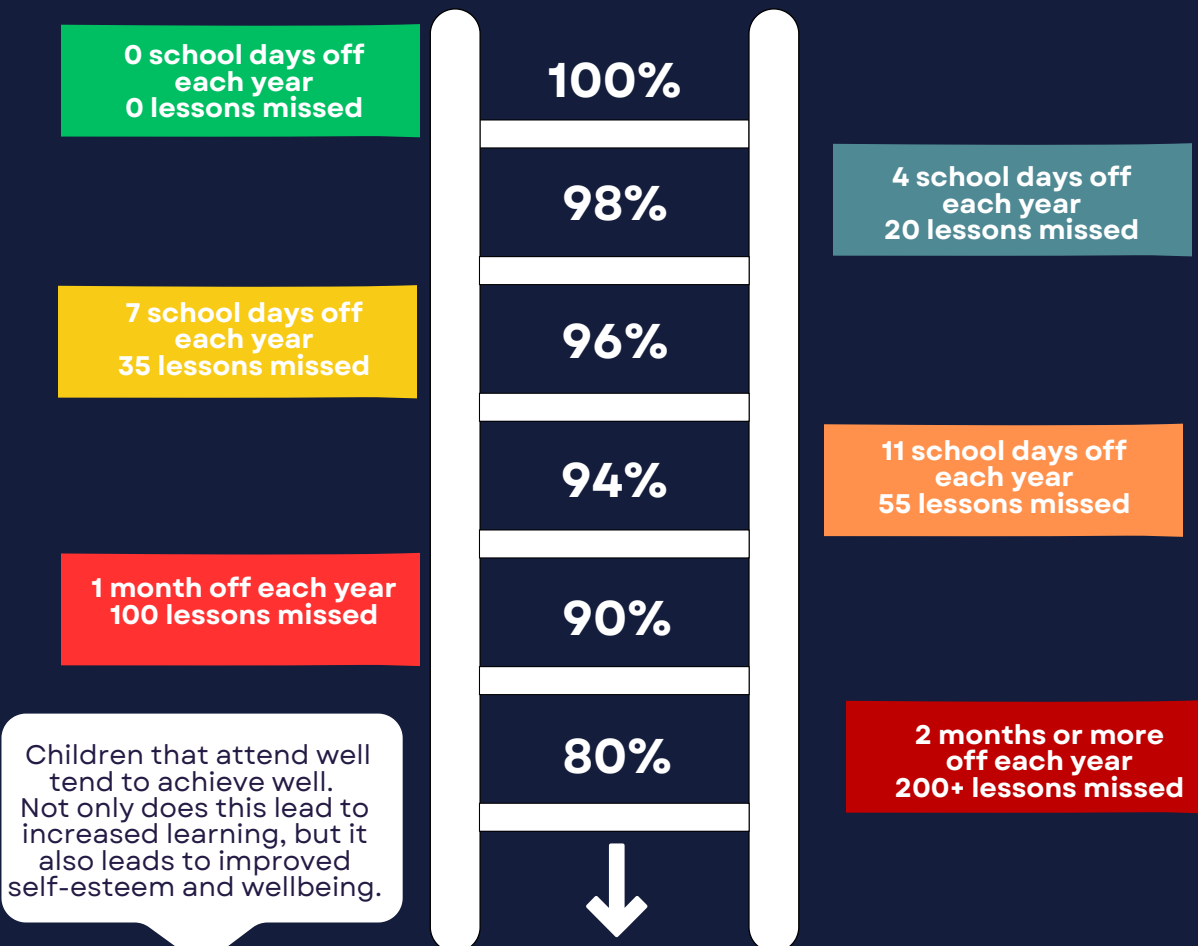 0 school days off
each year
0 lessons missed
100%
98%
4 school days off
each year
20 lessons missed
7 school days off
each year
35 lessons missed
96%
94%
11 school days off
each year
55 lessons missed
1 month off each year
100 lessons missed
90%
80%
2 months or more
off each year
200+ lessons missed
Children that attend well
tend to achieve well.
Not only does this lead to
increased learning, but it
also leads to improved
self-esteem and wellbeing.